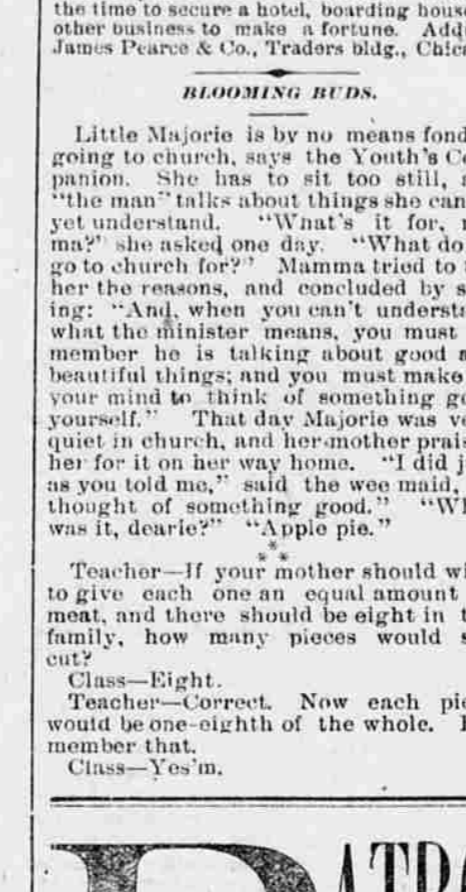 the time to secure a hotel, boarding hous
other business to make a fortune. Add
James Pearce & Co., Traders bldg., Chica
BLOOMING BUDS.
Little Majorie is by no means fond
going to church, says the Youth's Co
panion. She has to sit too still, a
"the man" talks about things she can
yet understand. "What's it for, m
ma?" she asked one day. "What do
go to church for?" Mamma tried to t
her the reasons, and concluded by s
ing: "And, when you can't understa
what the minister means, you must
member he is talking about good a
beautiful things; and you must make
your mind to think of something go
yourself." That day Majorie was ve
quiet in church, and her mother prais
her for it on her way home. "I did j
as you told me," said the wee maid,
thought of something good." "Wh
was it, dearie?" "Apple pie."
***
Teacher—If your mother should wi
to give each one an equal amount
meat, and there should be eight in t
family, how many pieces would s
cut?
Class—Eight.
Teacher—Correct. Now each pie
would be one-eighth of the whole. R
member that.
Class—Yes'm.